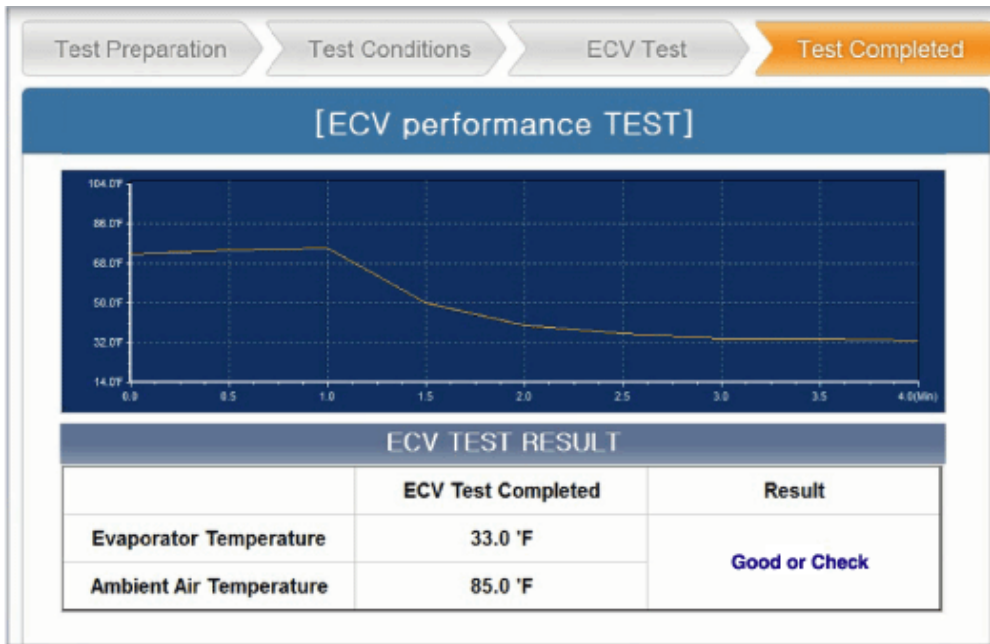 Test Preparation Test Conditions ECV Test Test Completed
[ECV performance TEST]
104.0'F
86.0'F
68.0'F
50.0'F
32.0'F
14.0'F
0.0 0.5 1.0 1.5 2.0 2.5 3.0 3.5 4.0(Min)
ECV TEST RESULT
ECV Test Completed Result
Evaporator Temperature 33.0 'F
Good or Check
Ambient Air Temperature 85.0 'F